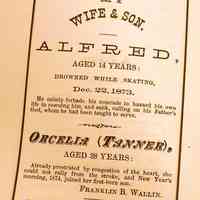 MY
WIFE & SON.
ALFRED,
AGED 14 YEARS:
DROWNED WHILE SKATING,
Dec. 22, 1873.
He calmly forbade his comrade to hazzard his own
life in rescuing him, and sunk, calling on his Father's
God, whom he had been taught to serve.
ORCELIA (TANNER),
AGED 38 YEARS:
Already prostrated by congestion of the heart, she
could not rally from the stroke, and New Year's
morning, 1874, joined her first-born son.
FRANKLIN B. WALLIN.